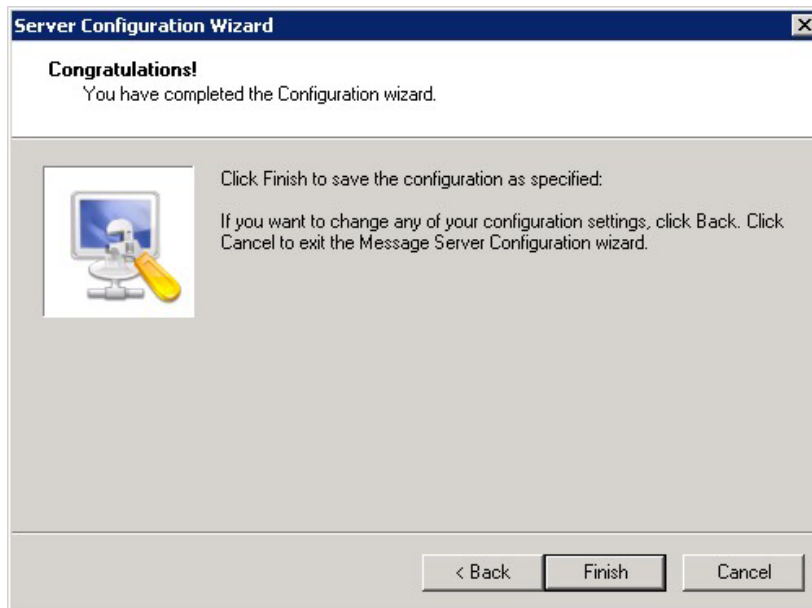 Server Configuration Wizard
Congratulations!
You have completed the Configuration wizard.
Click Finish to save the configuration as specified:
If you want to change any of your configuration settings, click Back. Click
Cancel to exit the Message Server Configuration wizard.
< Back
Finish
Cancel